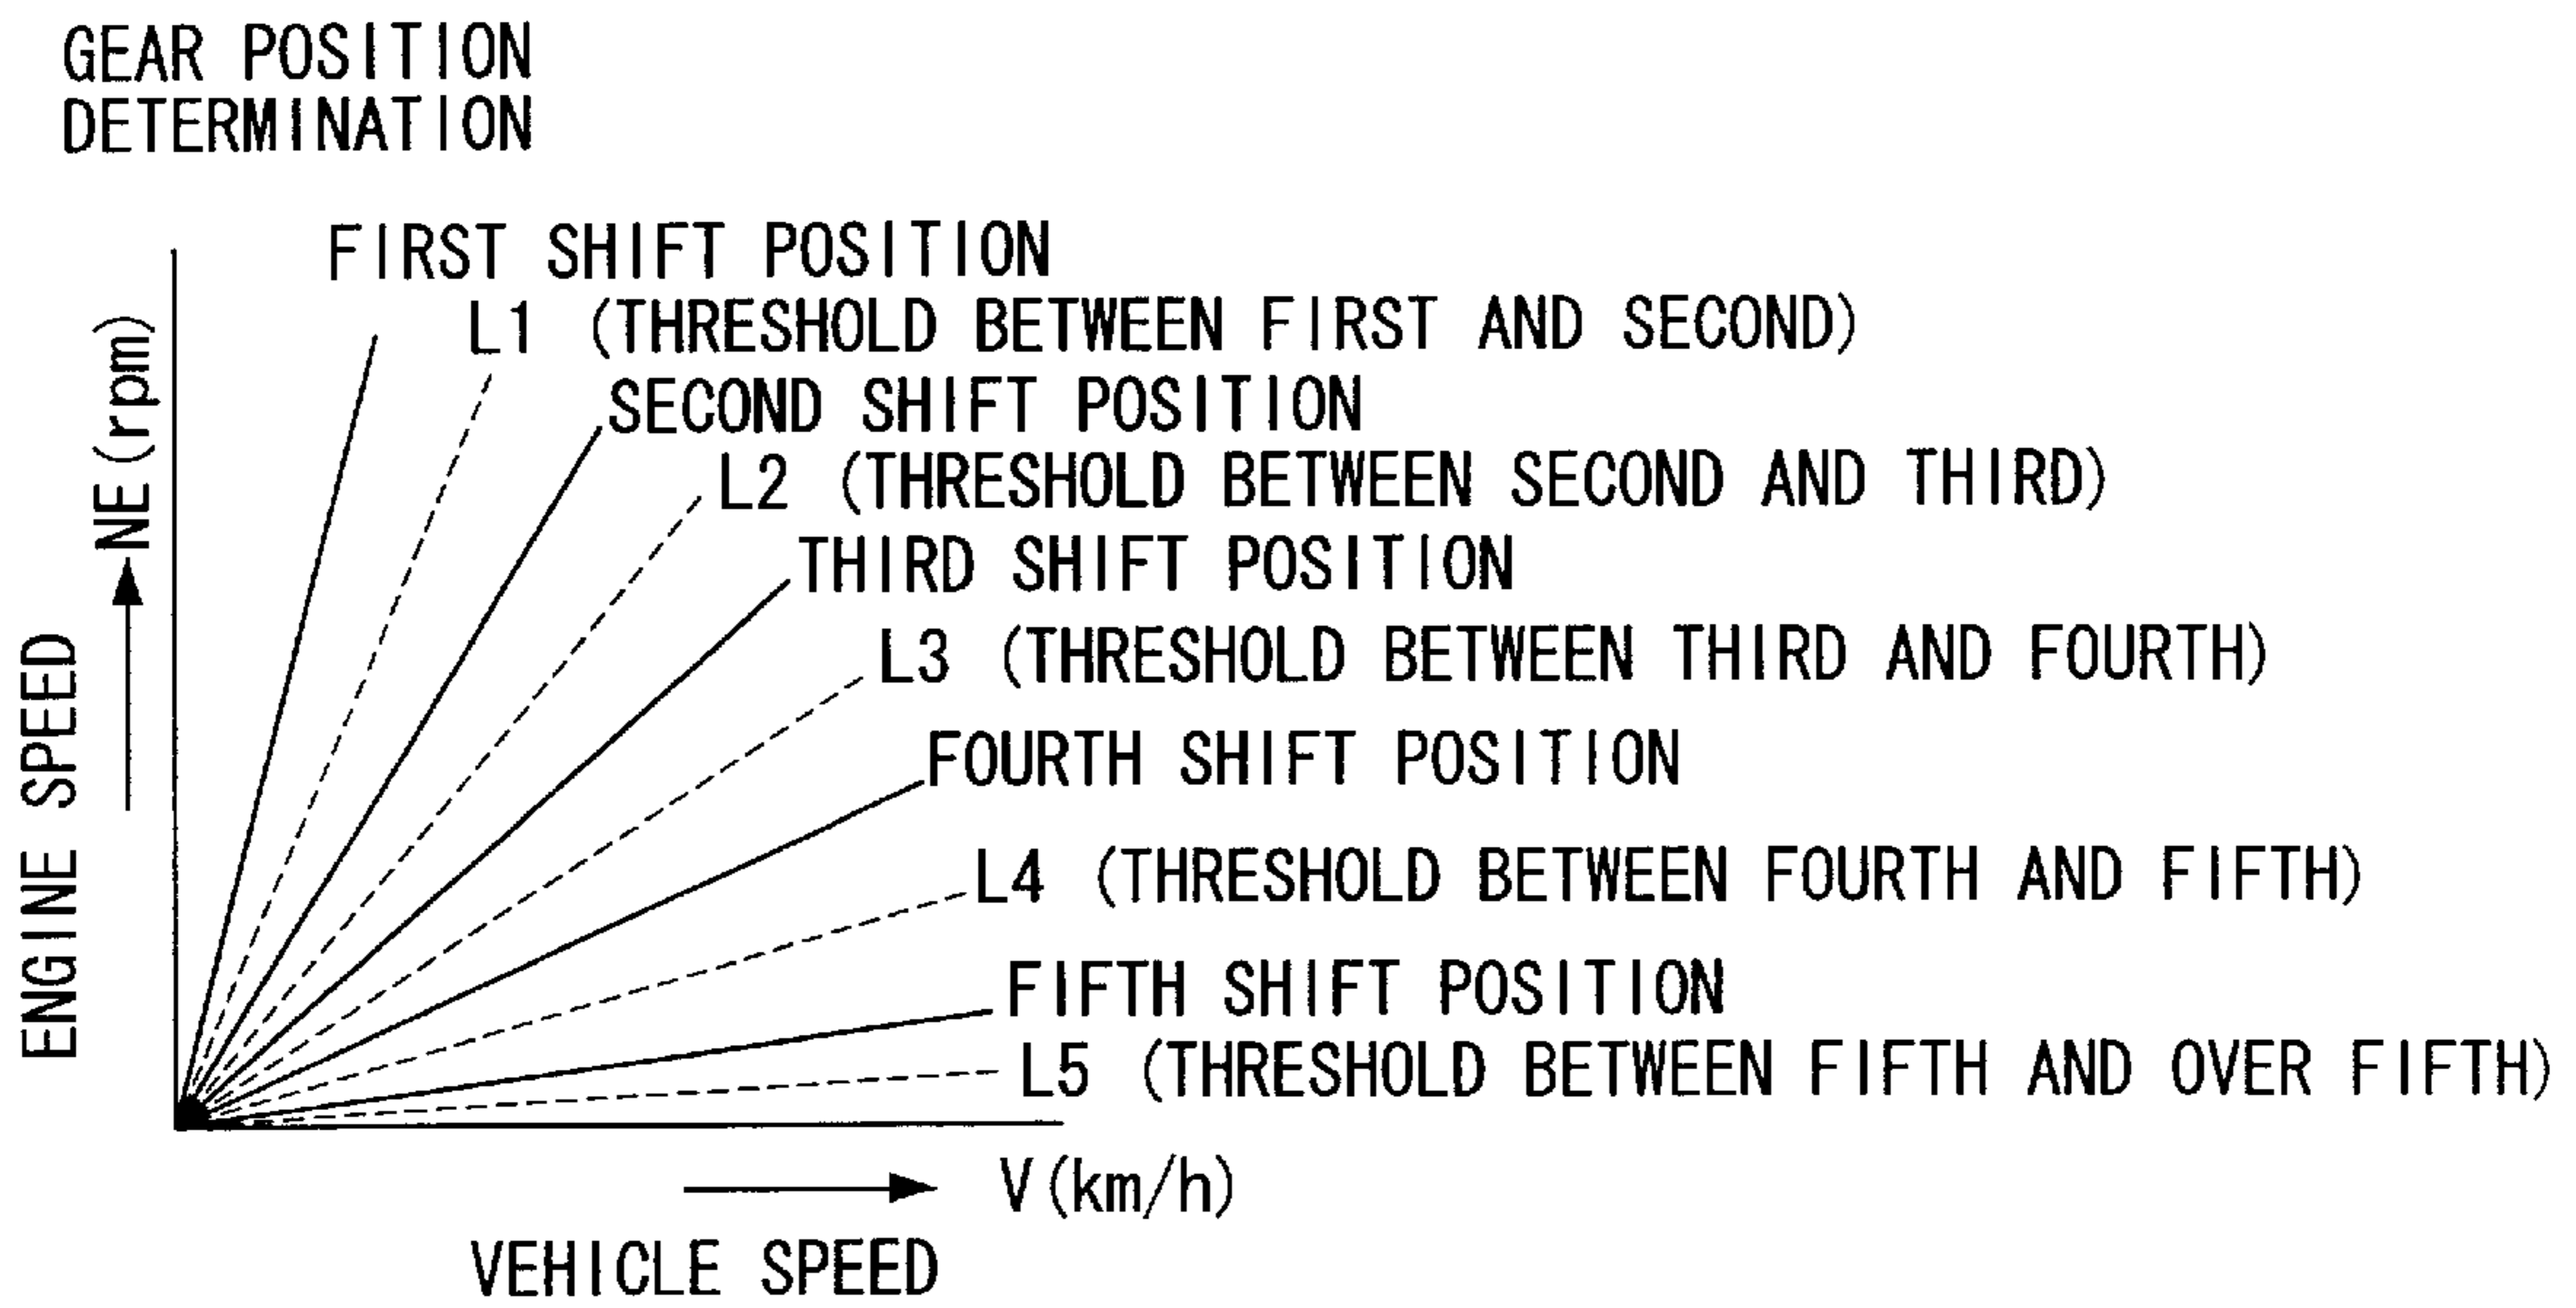 GEAR POSITION
DETERMINATION
FIRST SHIFT POSITION
L1 (THRESHOLD BETWEEN FIRST AND SECOND)
SECOND SHIFT POSITION
L2 (THRESHOLD BETWEEN SECOND AND THIRD)
THIRD SHIFT POSITION
L3 (THRESHOLD BETWEEN THIRD AND FOURTH)
FOURTH SHIFT POSITION
L4 (THRESHOLD BETWEEN FOURTH AND FIFTH)
FIFTH SHIFT POSITION
L5 (THRESHOLD BETWEEN FIFTH AND OVER FIFTH)
ENGINE SPEED
NE (rpm)
V (km/h)
VEHICLE SPEED